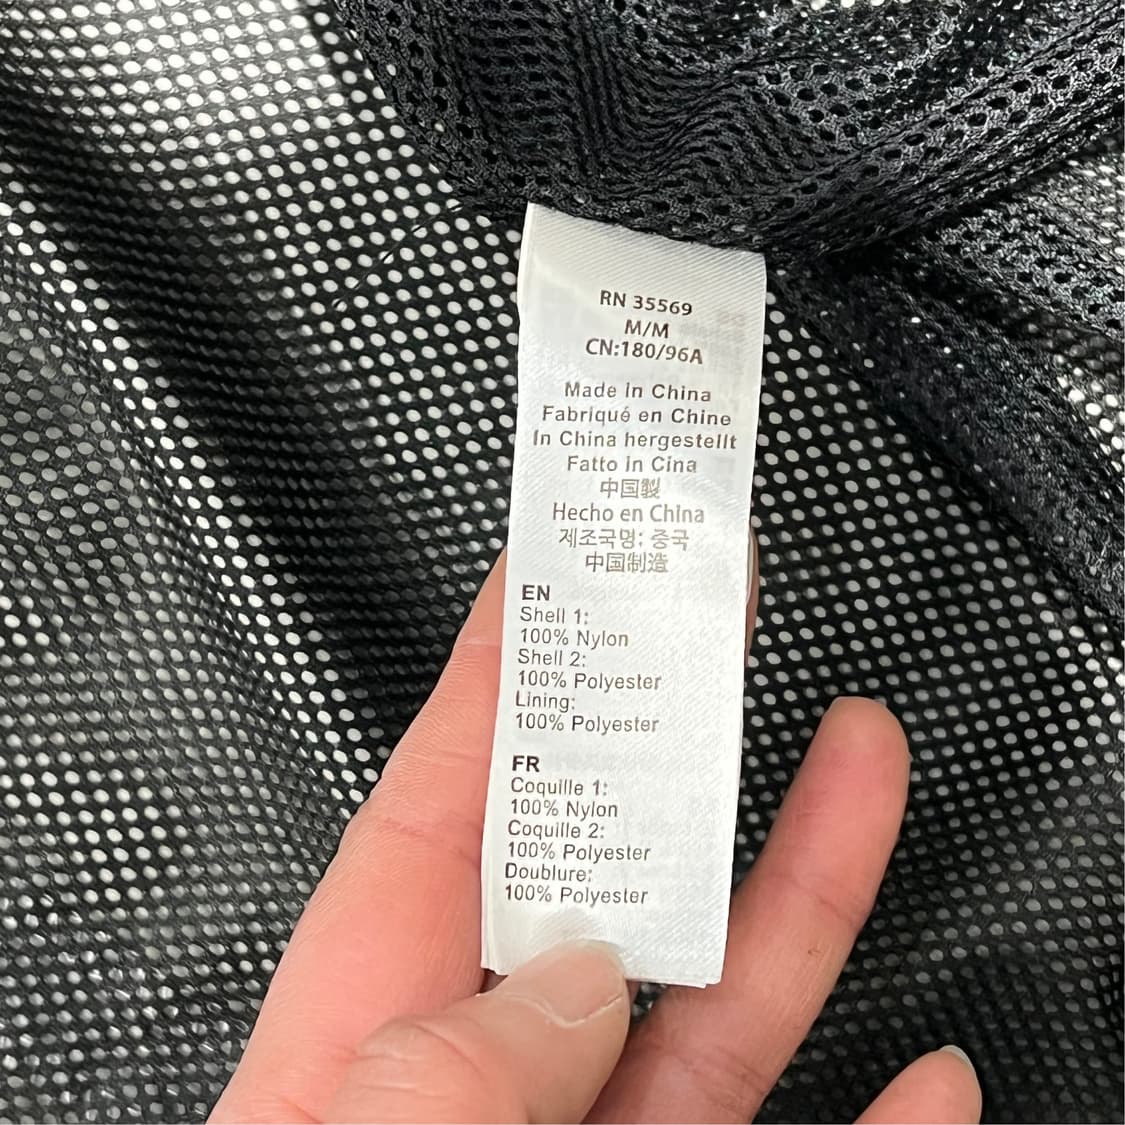 RN 35569
M/M
CN:180/96A
Made in China
Fabriqué en Chine
In China hergestellt
Fatto in Cina
中国製
Hecho en China
제조국명: 중국
中国制造
EN
Shell 1:
100% Nylon
Shell 2:
100% Polyester
Lining:
100% Polyester
FR
Coquille 1:
100% Nylon
Coquille 2:
100% Polyester
Doublure:
100% Polyester